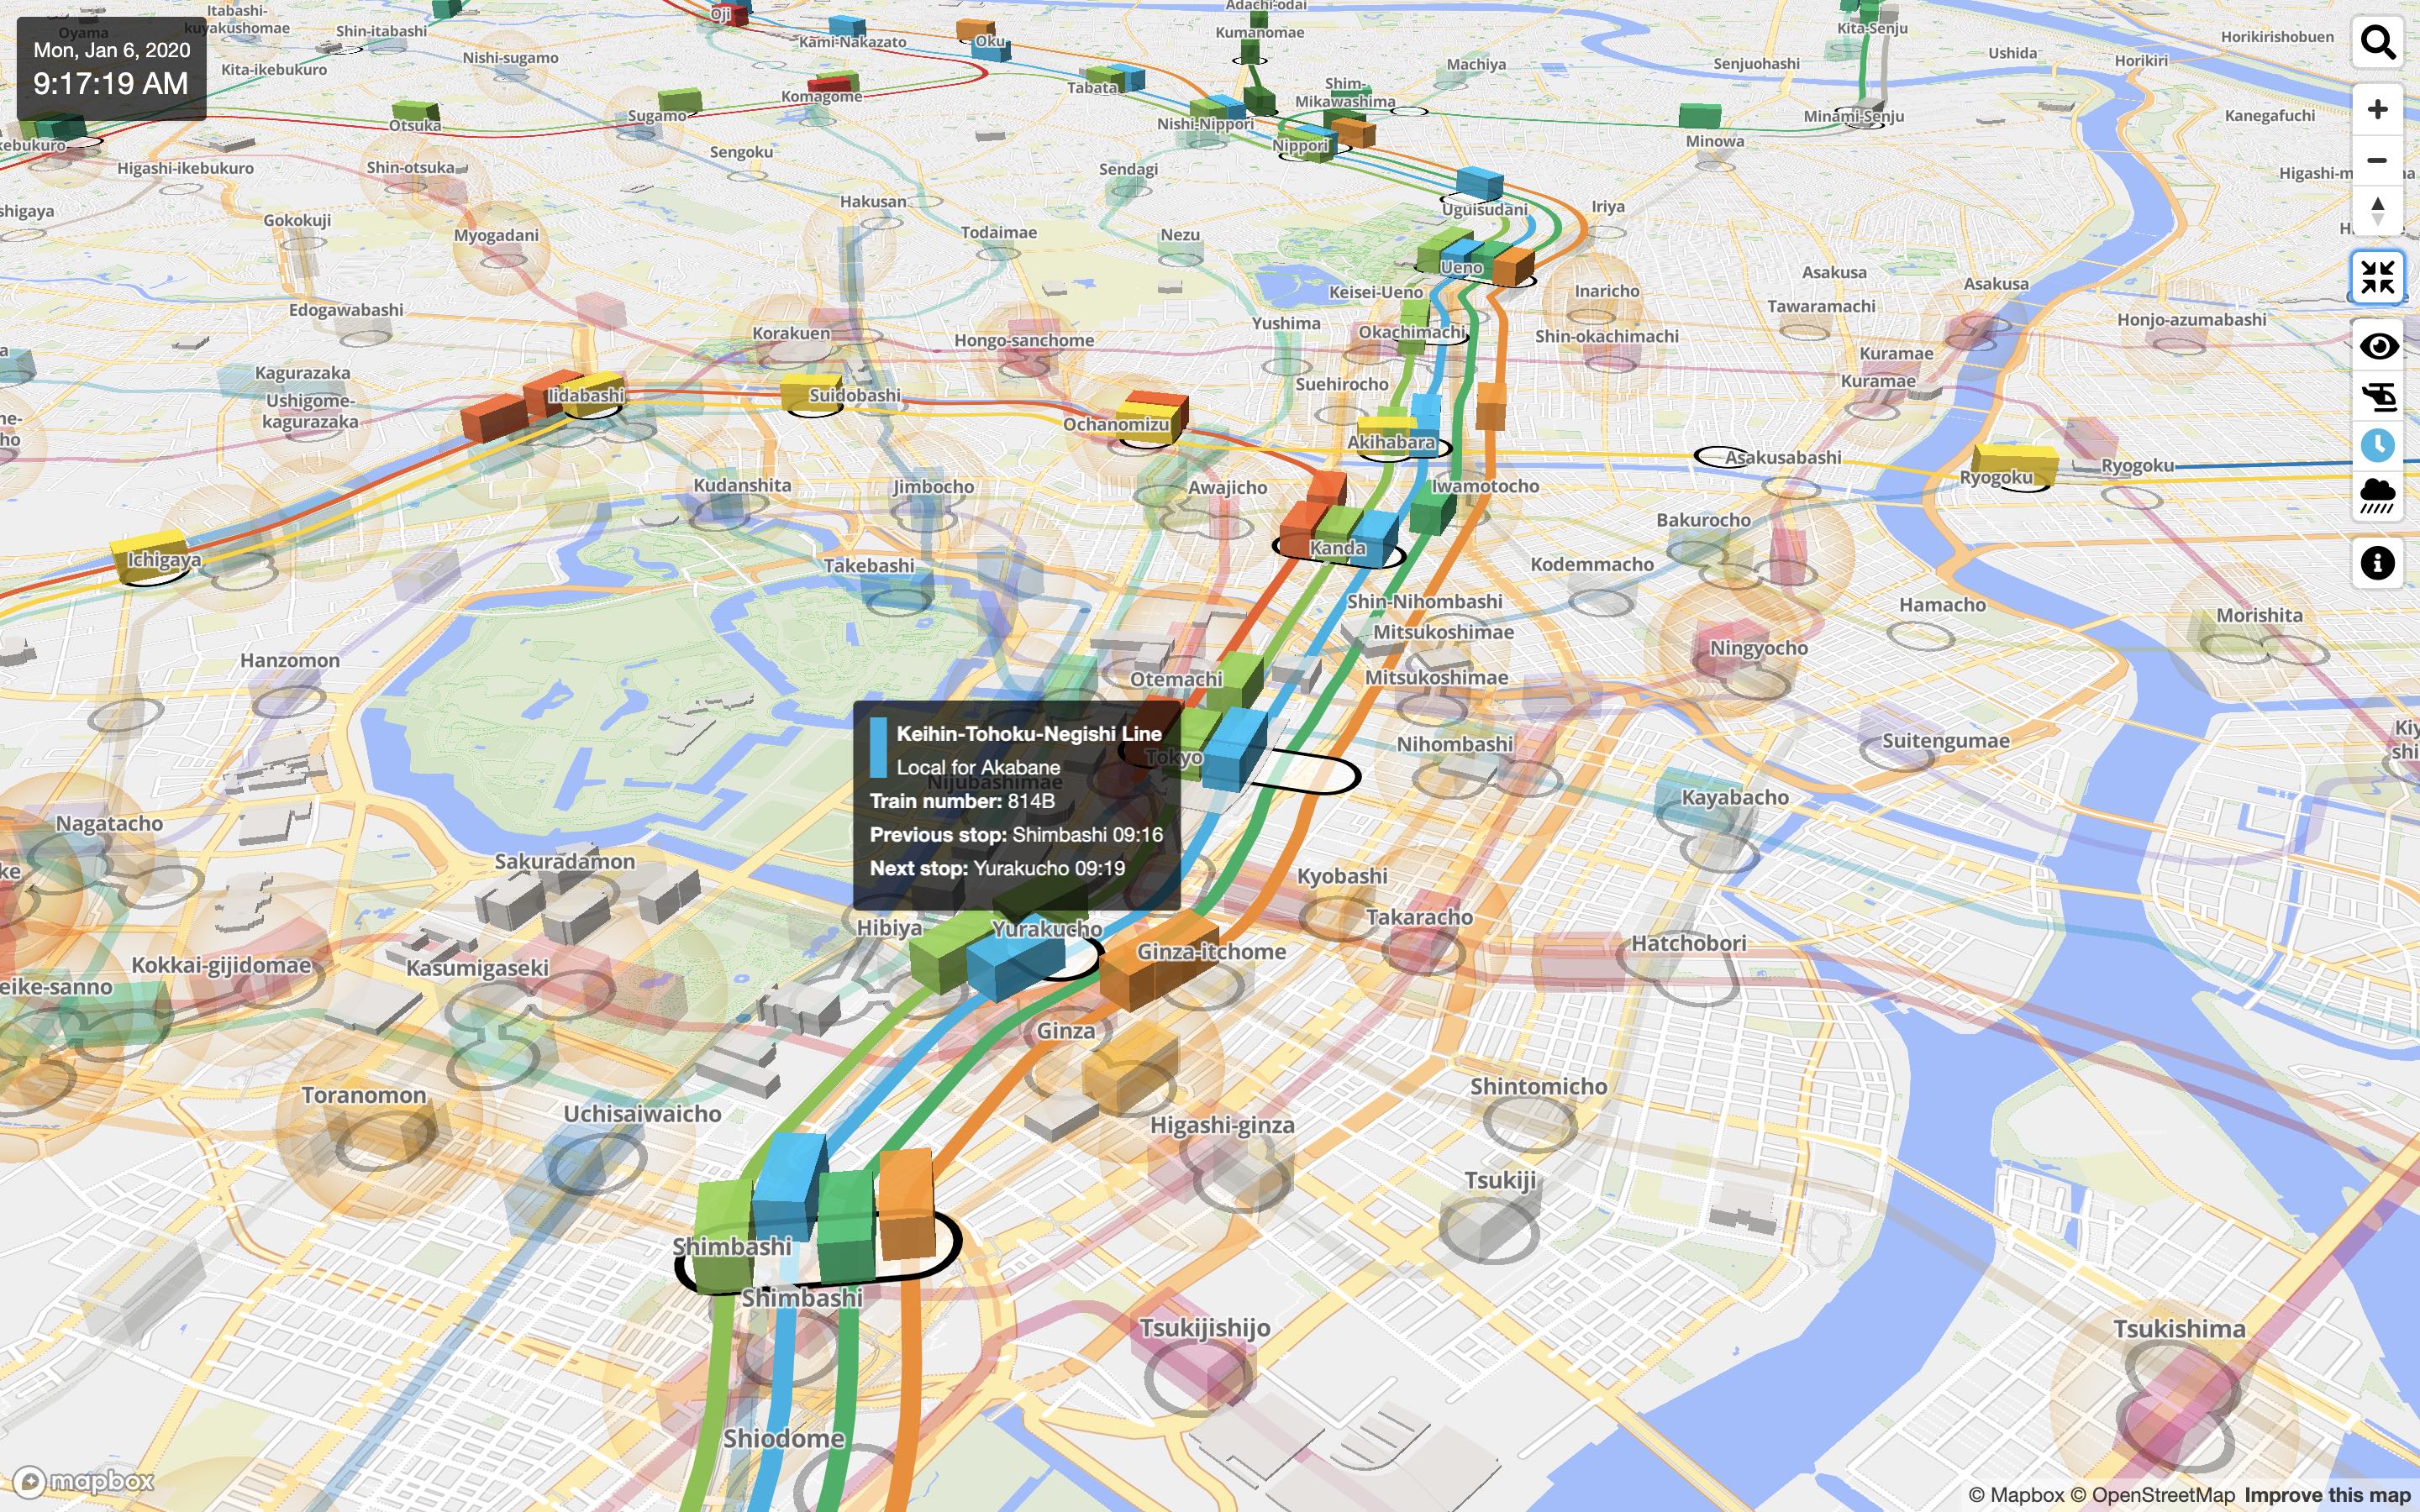 Mon, Jan 6, 2020
9:17:19 AM
Oyama
Itabashi-
kuyakushomae
Shin-itabashi
Kita-ikebukuro
Nishi-sugamo
Oji
Kami-Nakazato
Oku
Adachi-odai
Kumanomae
Kita-Senju
Ushida
Horikirishobuen
Horikiri
Machiya
Senjuohashi
Tabata
Komagome
Shim-
Mikawashima
Otsuka
Sugamo
Nishi-Nippori
Nippori
Minowa
Minami-Senju
Kanegafuchi
kebukuro
Higashi-ikebukuro
Shin-otsuka
Sengoku
Sendagi
Higashi-m
shigaya
Gokokuji
Myogadani
Hakusan
Todaimae
Nezu
Uguisudani
Iriya
Ueno
Keisei-Ueno
Inaricho
Asakusa
Tawaramachi
Asakusa
Honjo-azumabashi
Edogawabashi
Korakuen
Hongo-sanchome
Yushima
Okachimachi
Shin-okachimachi
Kuramae
Kuramae
Kagurazaka
Ushigome-
kagurazaka
Iidabashi
Suidobashi
Ochanomizu
Suehirocho
Akihabara
Asakusabashi
Ryogoku
Ryogoku
Kudanshita
Jimbocho
Awajicho
Iwamotocho
Bakurocho
Ichigaya
Takebashi
Kanda
Kodemmacho
Shin-Nihombashi
Mitsukoshimae
Hamacho
Morishita
Hanzomon
Otemachi
Mitsukoshimae
Ningyocho
Keihin-Tohoku-Negishi Line
Local for Akabane
Nijubashimae
Train number: 814B
Previous stop: Shimbashi 09:16
Next stop: Yurakucho 09:19
Tokyo
Nihombashi
Suitengumae
Kayabacho
Nagatacho
Sakuradamon
Hibiya
Yurakucho
Kyobashi
Takaracho
Kokkai-gijidomae
Kasumigaseki
Ginza-itchome
Hatchobori
eike-sanno
Ginza
Toranomon
Uchisaiwaicho
Higashi-ginza
Shintomicho
Tsukiji
Shimbashi
Shimbashi
Tsukijishijo
Tsukishima
Shiodome
mapbox
© Mapbox © OpenStreetMap Improve this map